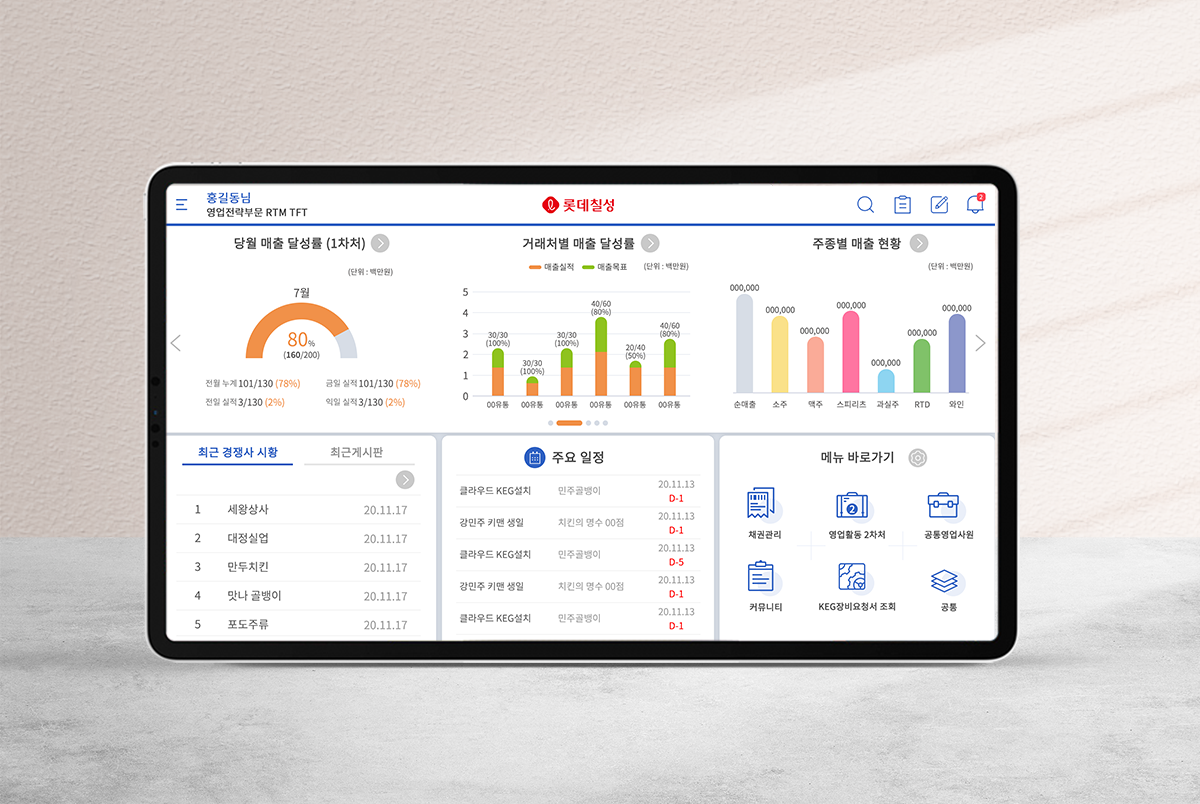 홍길동님
영업전략부문 RTM TFT
롯데칠성
2
당월 매출 달성률 (1차처)
(단위 : 백만원)
7월
80%
(160/200)
전월 누계 101/130 (78%)
금일 실적 101/130 (78%)
전일 실적 3/130 (2%)
익일 실적 3/130 (2%)
거래처별 매출 달성률
매출실적 매출목표 (단위 : 백만원)
5
4
3
2
1
0
30/30
(100%)
30/30
(100%)
30/30
(100%)
40/60
(80%)
20/40
(50%)
40/60
(80%)
00유통 00유통 00유통 00유통 00유통 00유통
주종별 매출 현황
(단위 : 백만원)
000,000
000,000
000,000
000,000
000,000
000,000
000,000
순매출 소주 맥주 스피리츠 과실주 RTD 와인
최근 경쟁사 시황
최근게시판
1 세왕상사 20.11.17
2 대정실업 20.11.17
3 만두치킨 20.11.17
4 맛나 골뱅이 20.11.17
5 포도주류 20.11.17
주요 일정
클라우드 KEG설치 민주골뱅이 20.11.13
D-1
강민주 키맨 생일 치킨의 명수 00점 20.11.13
D-1
클라우드 KEG설치 민주골뱅이 20.11.13
D-5
강민주 키맨 생일 치킨의 명수 00점 20.11.13
D-1
클라우드 KEG설치 민주골뱅이 20.11.13
D-1
메뉴 바로가기
채권관리
2
영업활동 2차처
공통영업사원
커뮤니티
KEG장비요청서 조회
공통